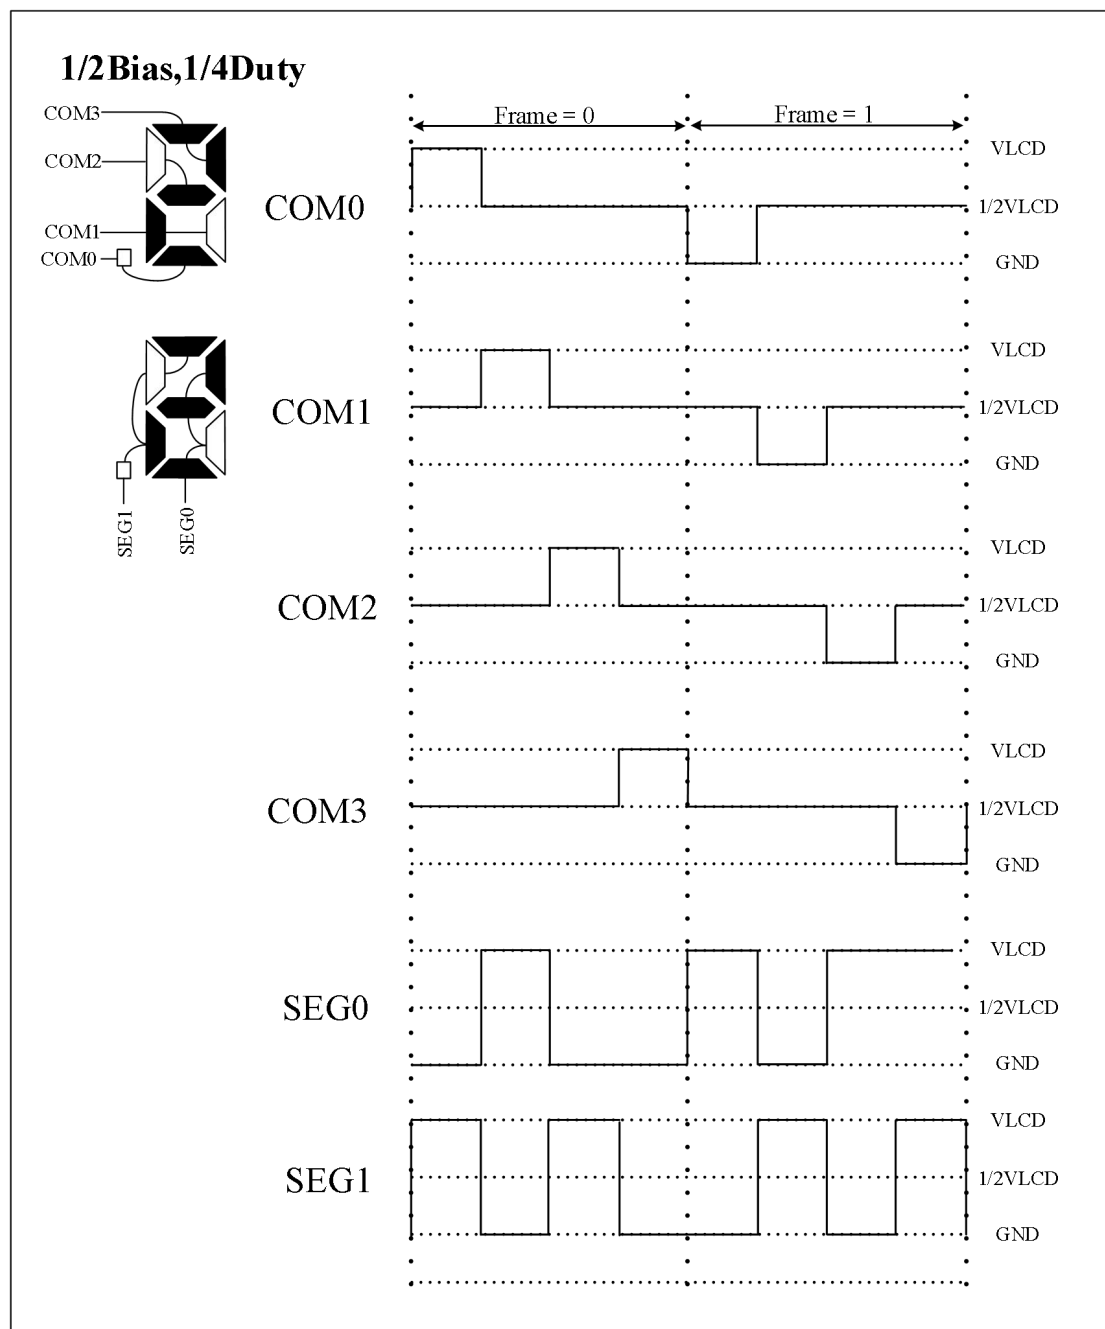 1/2Bias,1/4Duty
COM3
COM2
COM1
COM0
SEG1
SEG0
Frame = 0
Frame = 1
COM0
VLCD
1/2VLCD
GND
COM1
VLCD
1/2VLCD
GND
COM2
VLCD
1/2VLCD
GND
COM3
VLCD
1/2VLCD
GND
SEG0
VLCD
1/2VLCD
GND
SEG1
VLCD
1/2VLCD
GND